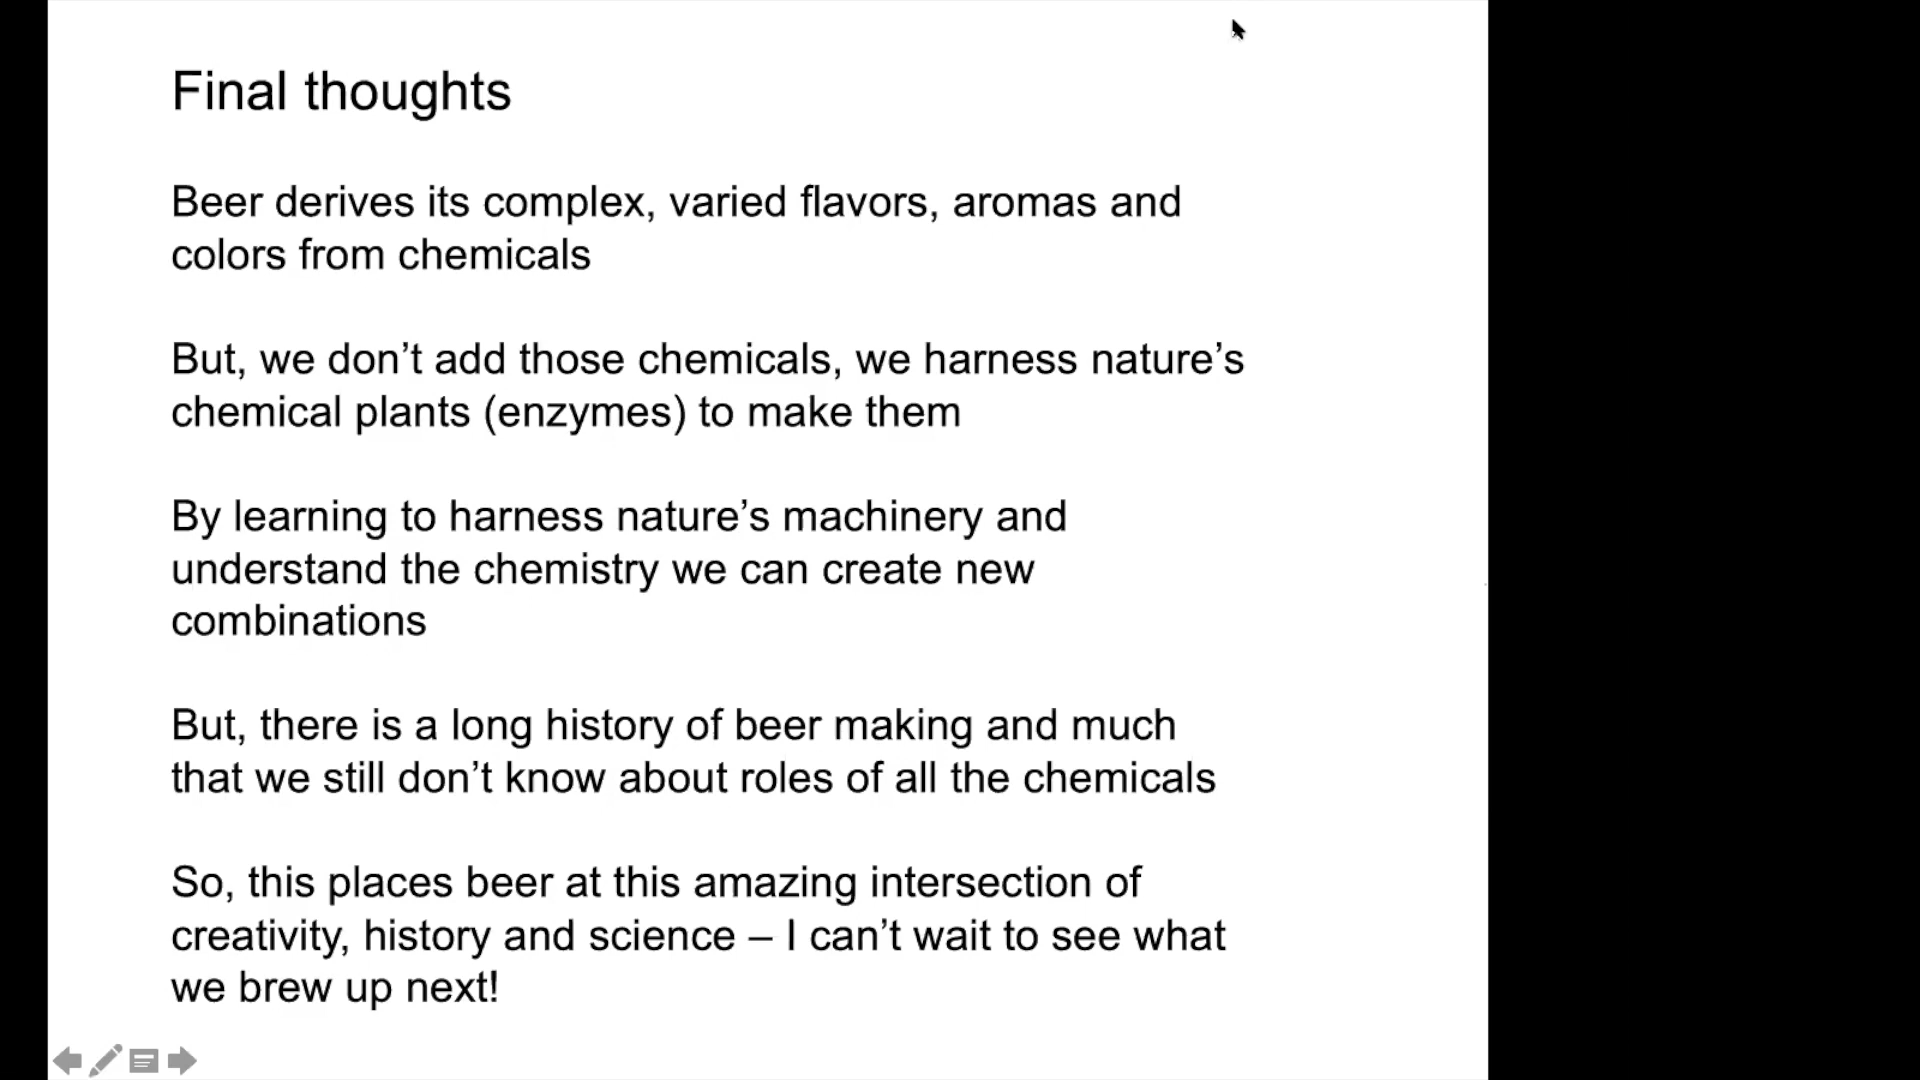 Final thoughts
Beer derives its complex, varied flavors, aromas and
colors from chemicals
But, we don’t add those chemicals, we harness nature’s
chemical plants (enzymes) to make them
By learning to harness nature’s machinery and
understand the chemistry we can create new
combinations
But, there is a long history of beer making and much
that we still don’t know about roles of all the chemicals
So, this places beer at this amazing intersection of
creativity, history and science – I can’t wait to see what
we brew up next!